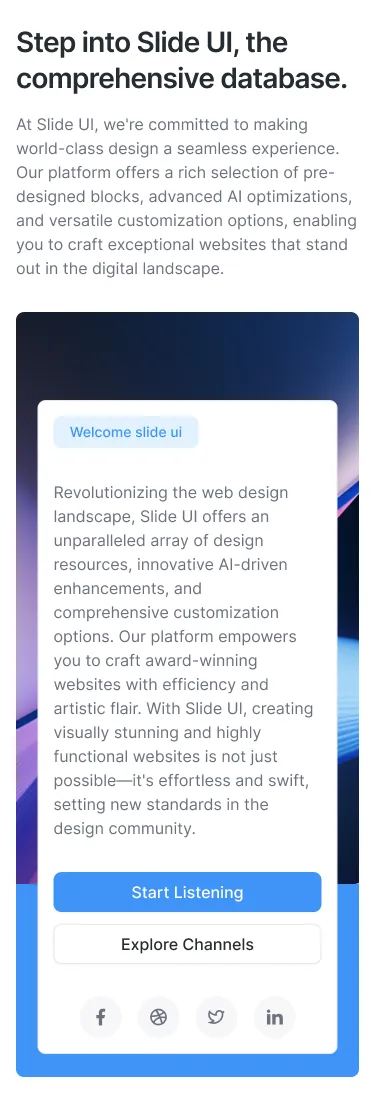 Step into Slide UI, the
comprehensive database.
At Slide UI, we're committed to making
world-class design a seamless experience.
Our platform offers a rich selection of pre-
designed blocks, advanced AI optimizations,
and versatile customization options, enabling
you to craft exceptional websites that stand
out in the digital landscape.
Welcome slide ui
Revolutionizing the web design
landscape, Slide UI offers an
unparalleled array of design
resources, innovative AI-driven
enhancements, and
comprehensive customization
options. Our platform empowers
you to craft award-winning
websites with efficiency and
artistic flair. With Slide UI, creating
visually stunning and highly
functional websites is not just
possible—it's effortless and swift,
setting new standards in the
design community.
Start Listening
Explore Channels